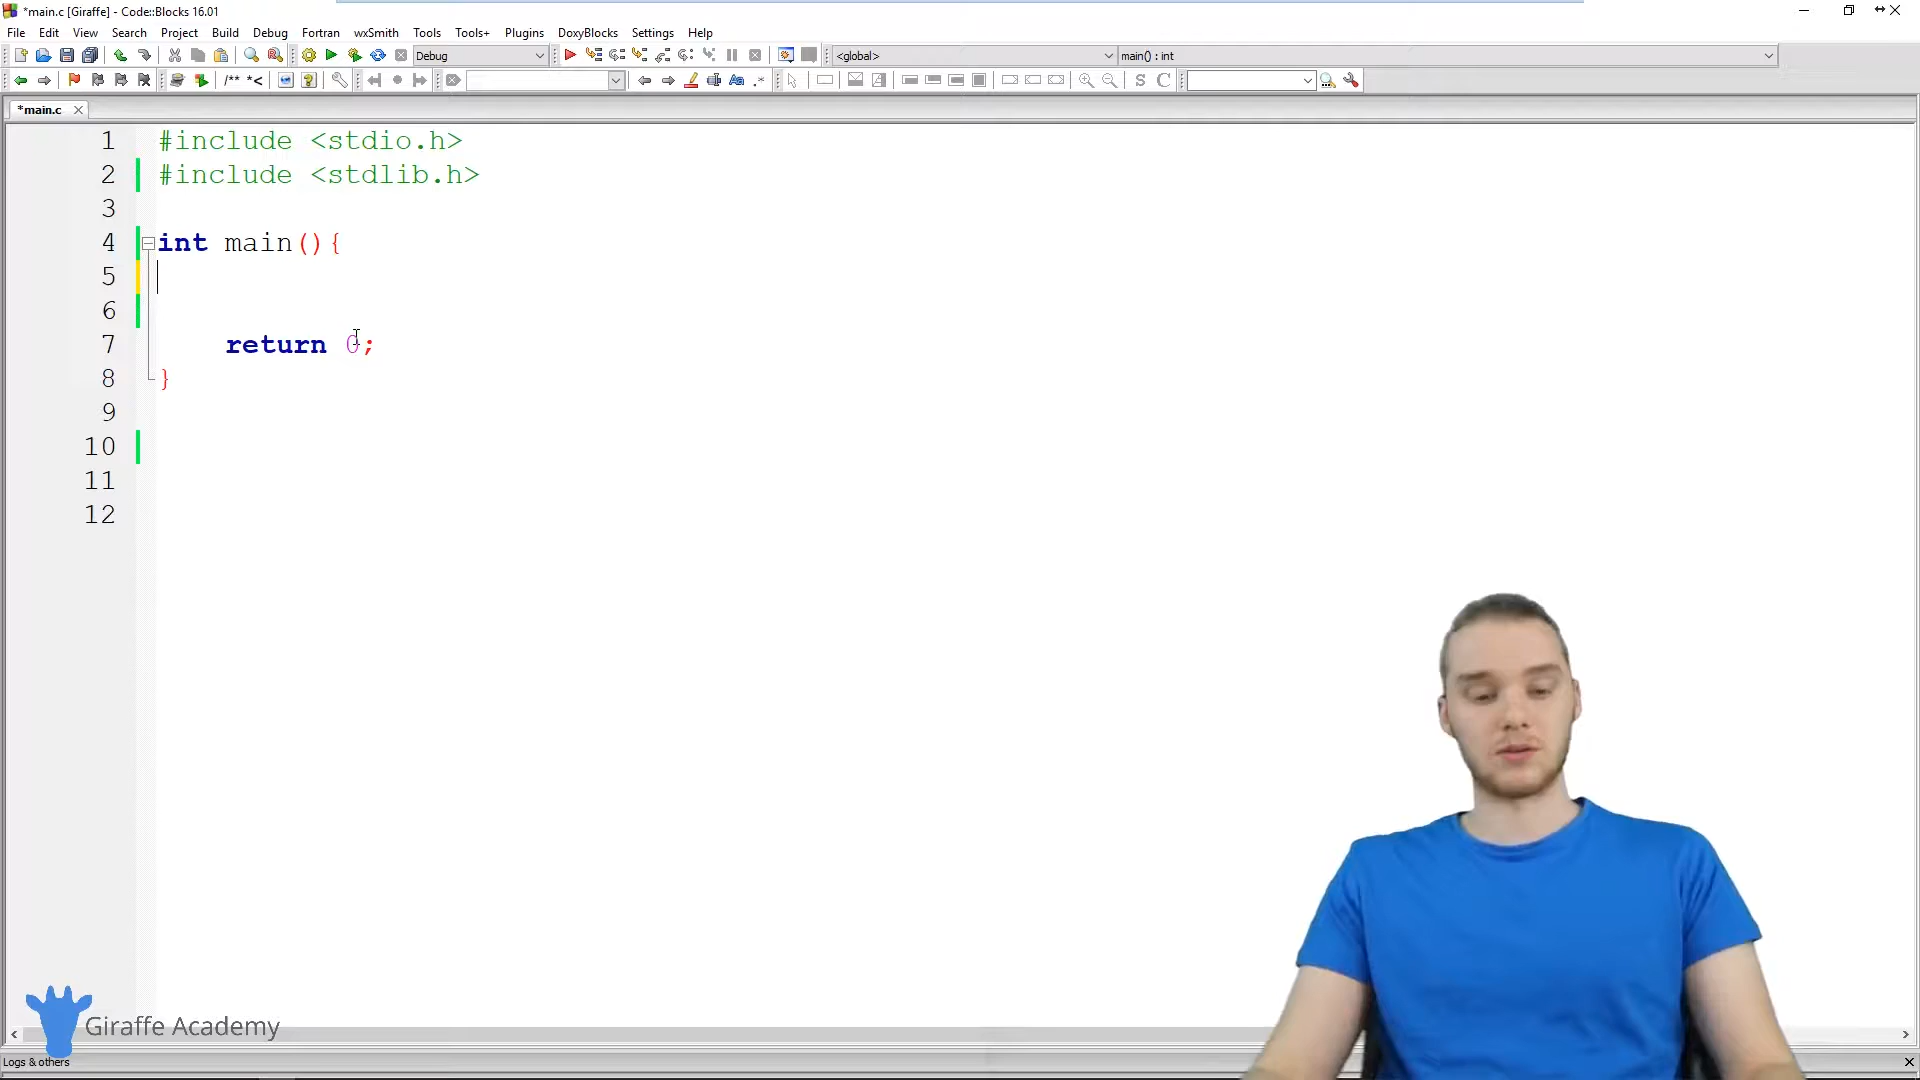 *main.c [Giraffe] - Code::Blocks 16.01
File Edit View Search Project Build Debug Fortran wxSmith Tools Tools+ Plugins DoxyBlocks Settings Help
Debug <global> main() : int
/** *< Aa .* S C
*main.c
1 #include <stdio.h>
2 #include <stdlib.h>
3
4 int main(){
5
6
7 return 0;
8 }
9
10
11
12
Giraffe Academy
Logs & others